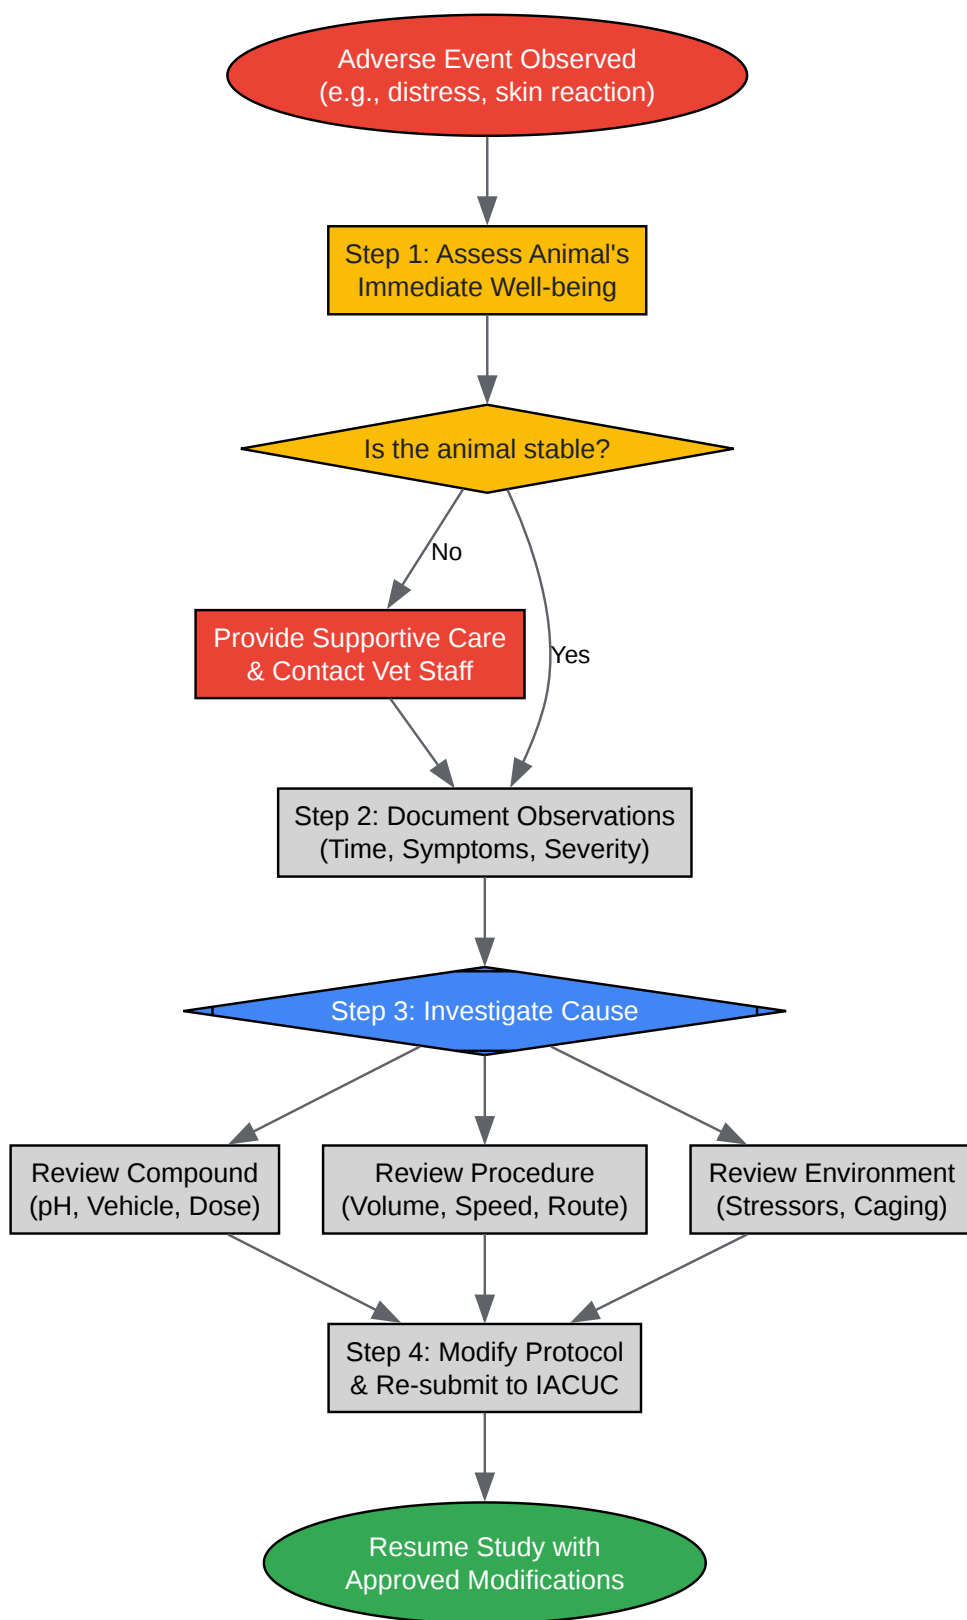 Adverse Event Observed
(e.g., distress, skin reaction)
Step 1: Assess Animal's
Immediate Well-being
Is the animal stable?
No
Provide Supportive Care
& Contact Vet Staff
Yes
Step 2: Document Observations
(Time, Symptoms, Severity)
Step 3: Investigate Cause
Review Compound
(pH, Vehicle, Dose)
Review Procedure
(Volume, Speed, Route)
Review Environment
(Stressors, Caging)
Step 4: Modify Protocol
& Re-submit to IACUC
Resume Study with
Approved Modifications